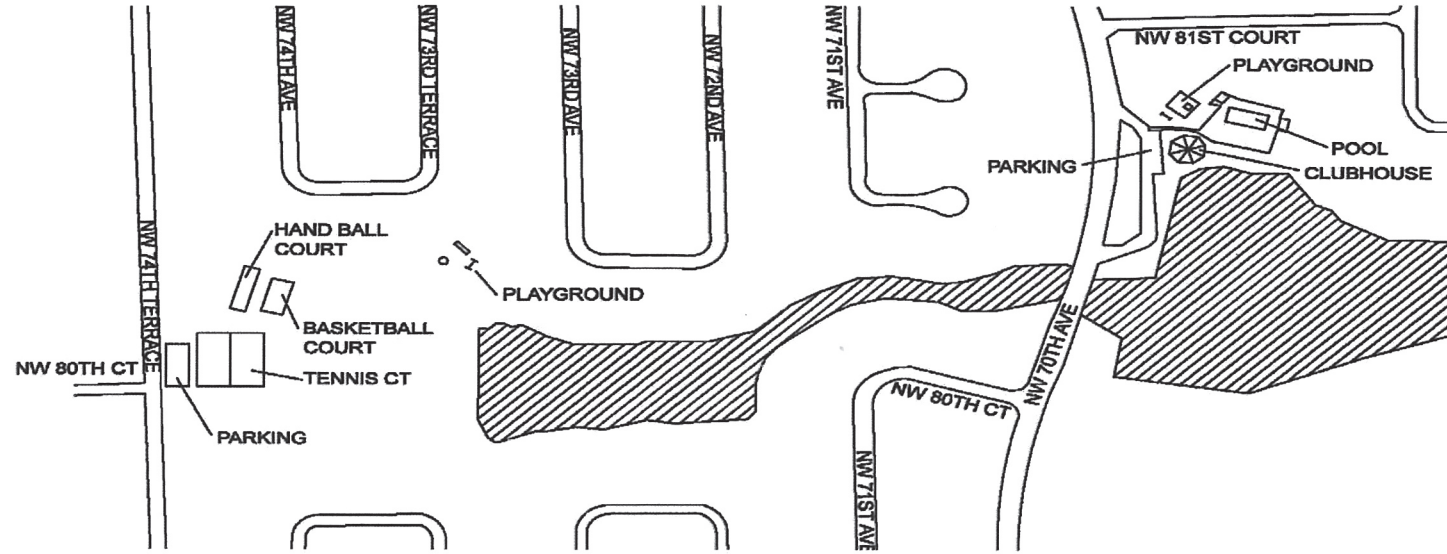 NW 74TH AVE
NW 73RD TERRACE
NW 73RD AVE
NW 72ND AVE
NW 71ST AVE
NW 81ST COURT
PLAYGROUND
POOL
CLUBHOUSE
PARKING
NW 74TH TERRACE
HAND BALL
COURT
PLAYGROUND
BASKETBALL
COURT
NW 80TH CT
TENNIS CT
PARKING
NW 70TH AVE
NW 80TH CT
NW 71ST AVE